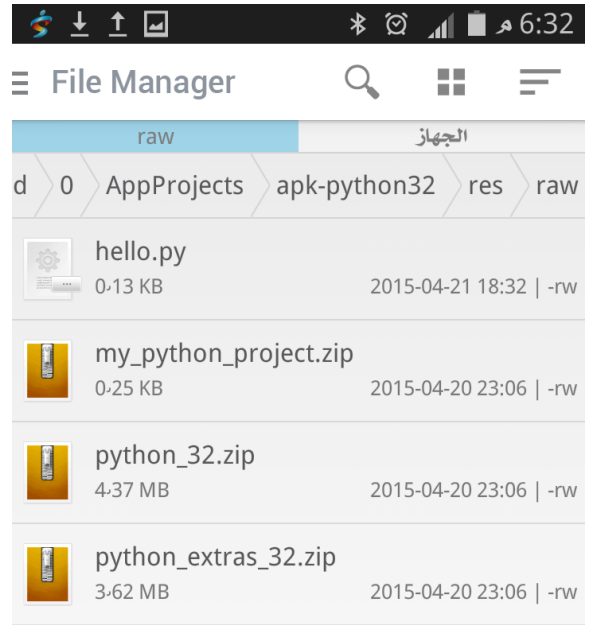 6:32 م
File Manager
raw
الجهاز
d 0 AppProjects apk-python32 res raw
hello.py
0٫13 KB 2015-04-21 18:32 | -rw
my_python_project.zip
0٫25 KB 2015-04-20 23:06 | -rw
python_32.zip
4٫37 MB 2015-04-20 23:06 | -rw
python_extras_32.zip
3٫62 MB 2015-04-20 23:06 | -rw